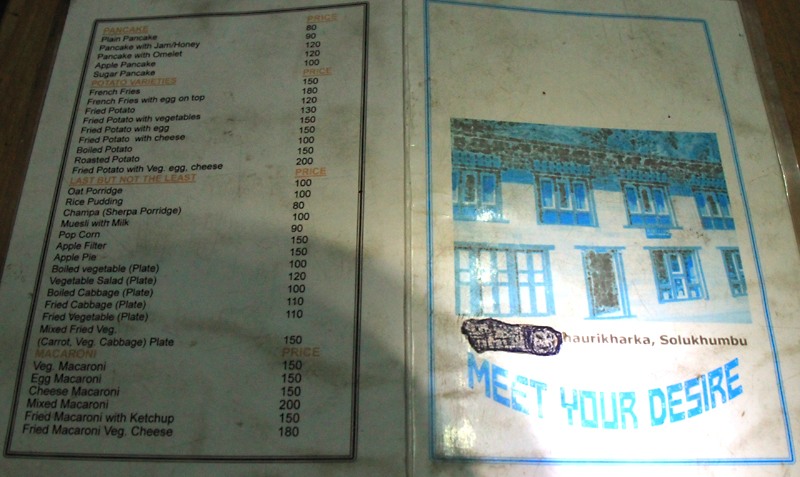 PANCAKE PRICE
Plain Pancake 80
Pancake with Jam/Honey 90
Pancake with Omelet 120
Apple Pancake 120
Sugar Pancake 100
POTATO VARIETIES PRICE
French Fries 150
French Fries with egg on top 180
Fried Potato 120
Fried Potato with vegetables 130
Fried Potato with egg 150
Fried Potato with cheese 150
Boiled Potato 100
Roasted Potato 150
Fried Potato with Veg. egg, cheese 200
LAST BUT NOT THE LEAST PRICE
Oat Porridge 100
Rice Pudding 100
Champa (Sherpa Porridge) 80
Muesli with Milk 100
Pop Corn 90
Apple Filter 150
Apple Pie 150
Boiled vegetable (Plate) 100
Vegetable Salad (Plate) 120
Boiled Cabbage (Plate) 100
Fried Cabbage (Plate) 110
Fried Vegetable (Plate) 110
Mixed Fried Veg.
(Carrot, Veg. Cabbage) Plate 150
MACARONI PRICE
Veg. Macaroni 150
Egg Macaroni 150
Cheese Macaroni 150
Mixed Macaroni 200
Fried Macaroni with Ketchup 150
Fried Macaroni Veg. Cheese 180
haurikharka, Solukhumbu
MEET YOUR DESIRE